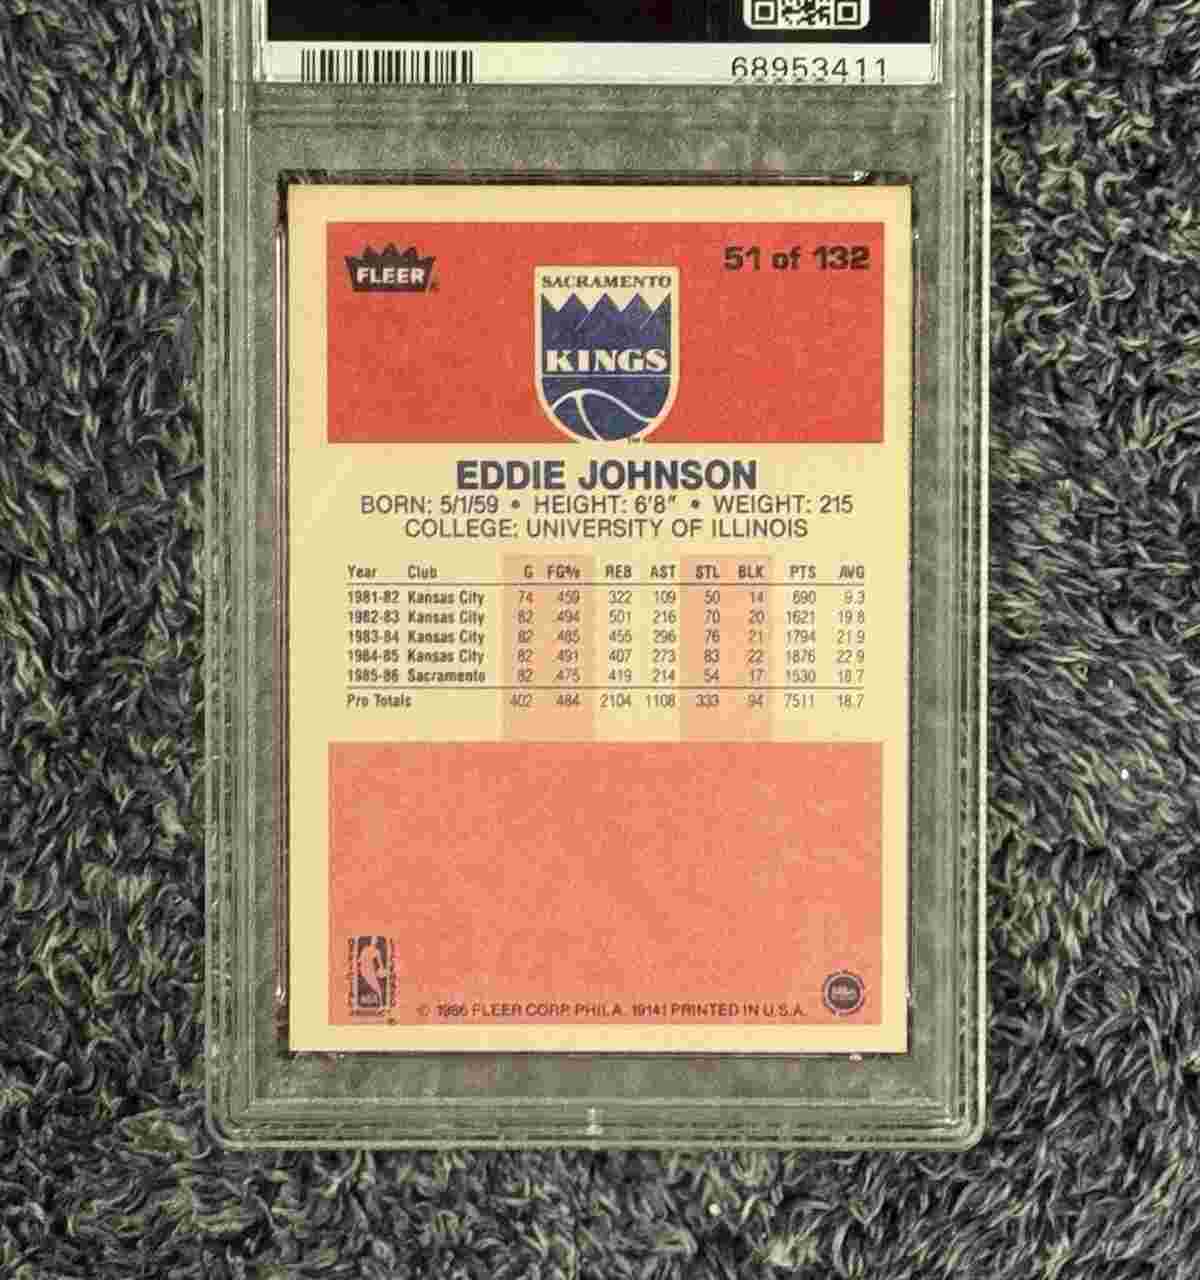 68953411
FLEER
51 of 132
SACRAMENTO
KINGS
EDDIE JOHNSON
BORN: 5/1/59 • HEIGHT: 6'8" • WEIGHT: 215
COLLEGE: UNIVERSITY OF ILLINOIS
Year Club G FG% REB AST STL BLK PTS AVG
1981-82 Kansas City 74 .459 322 109 50 14 690 9.3
1982-83 Kansas City 82 .494 501 216 70 20 1621 19.8
1983-84 Kansas City 82 .485 455 296 76 21 1794 21.9
1984-85 Kansas City 82 .491 407 273 83 22 1876 22.9
1985-86 Sacramento 82 .475 419 214 54 17 1530 18.7
Pro Totals 402 .484 2104 1108 333 94 7511 18.7
© 1986 FLEER CORP. PHILA. 19141 PRINTED IN U.S.A.